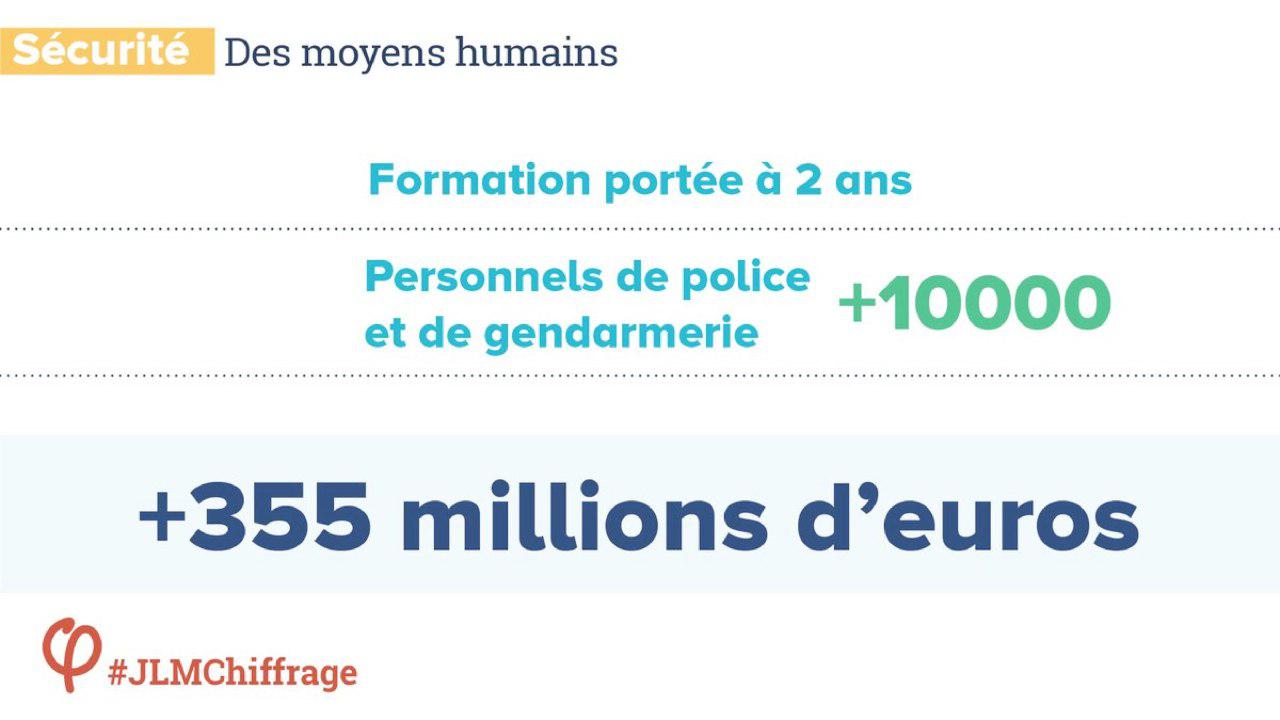 Sécurité Des moyens humains
Formation portée à 2 ans
Personnels de police
et de gendarmerie
+10000
+355 millions d’euros
#JLMChiffrage